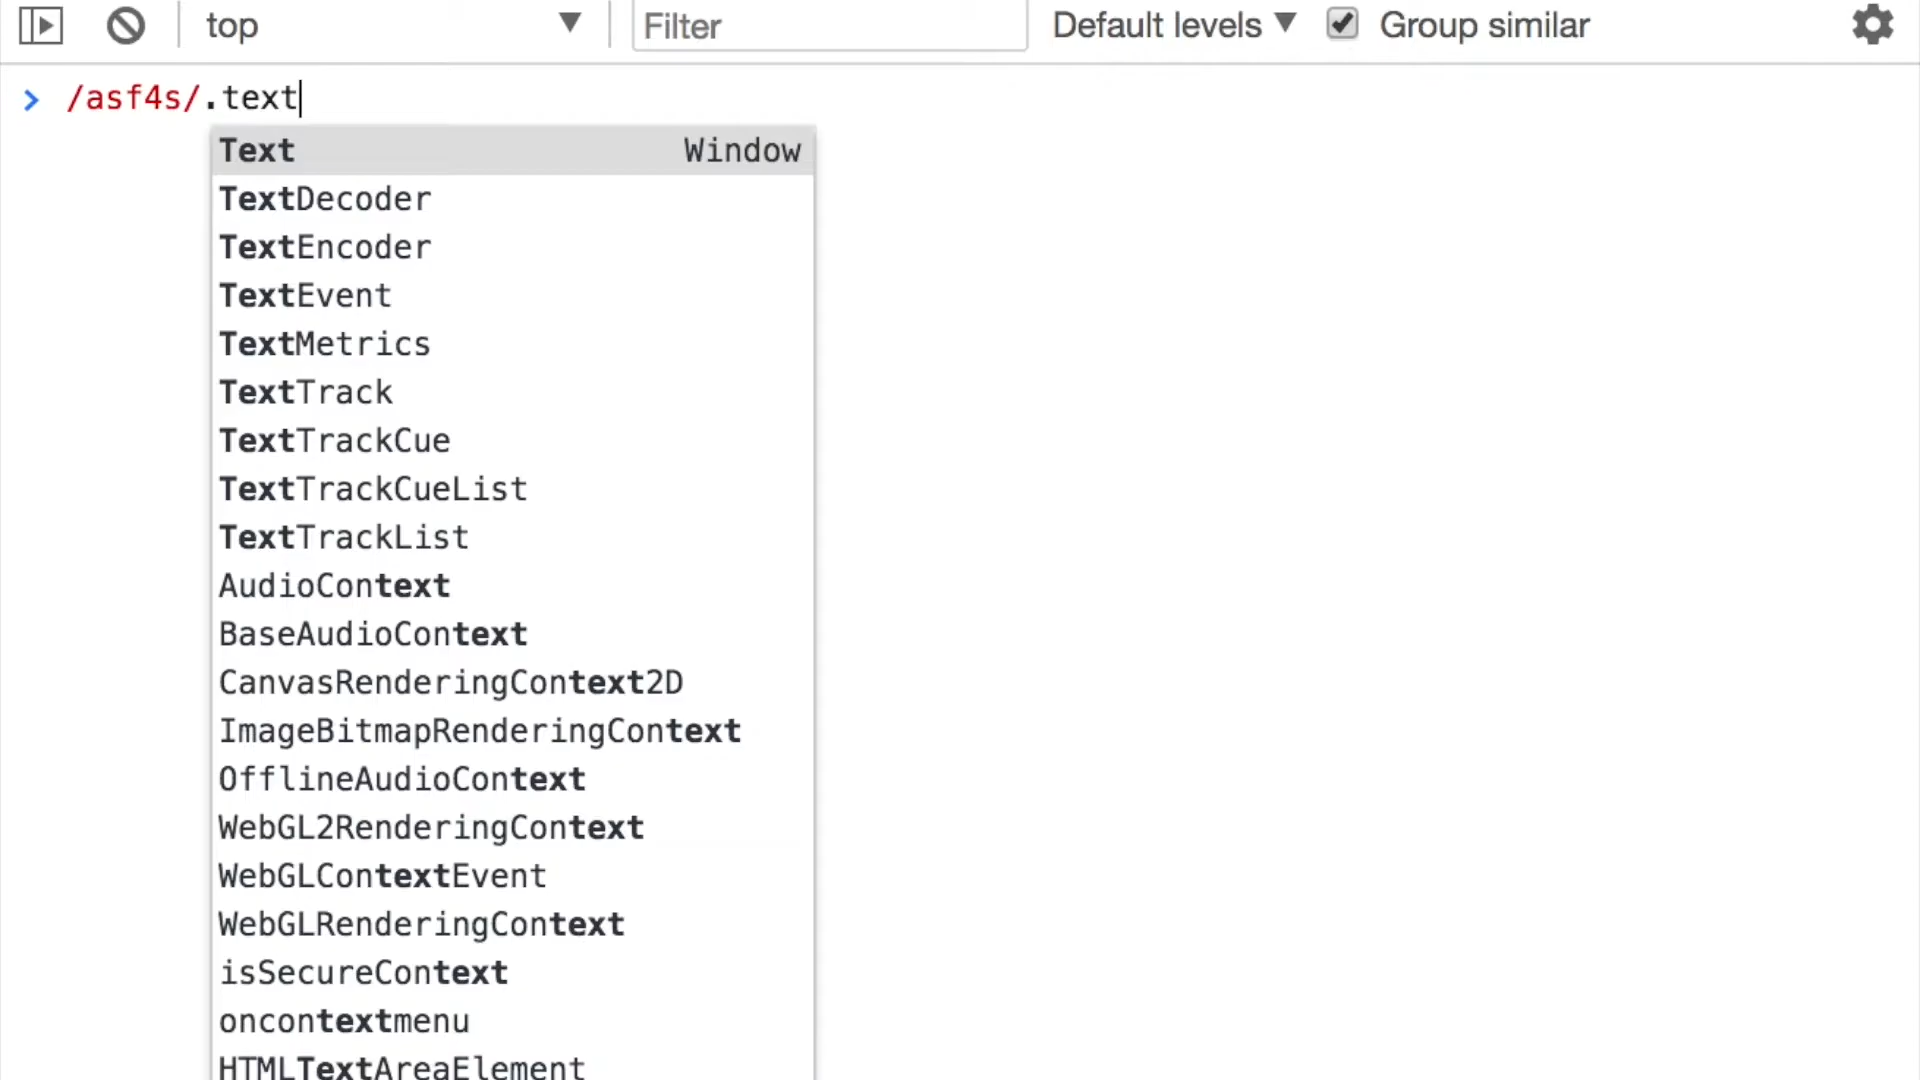 top Filter Default levels Group similar
> /asf4s/.text
Text Window
TextDecoder
TextEncoder
TextEvent
TextMetrics
TextTrack
TextTrackCue
TextTrackCueList
TextTrackList
AudioContext
BaseAudioContext
CanvasRenderingContext2D
ImageBitmapRenderingContext
OfflineAudioContext
WebGL2RenderingContext
WebGLContextEvent
WebGLRenderingContext
isSecureContext
oncontextmenu
HTMLTextAreaElement